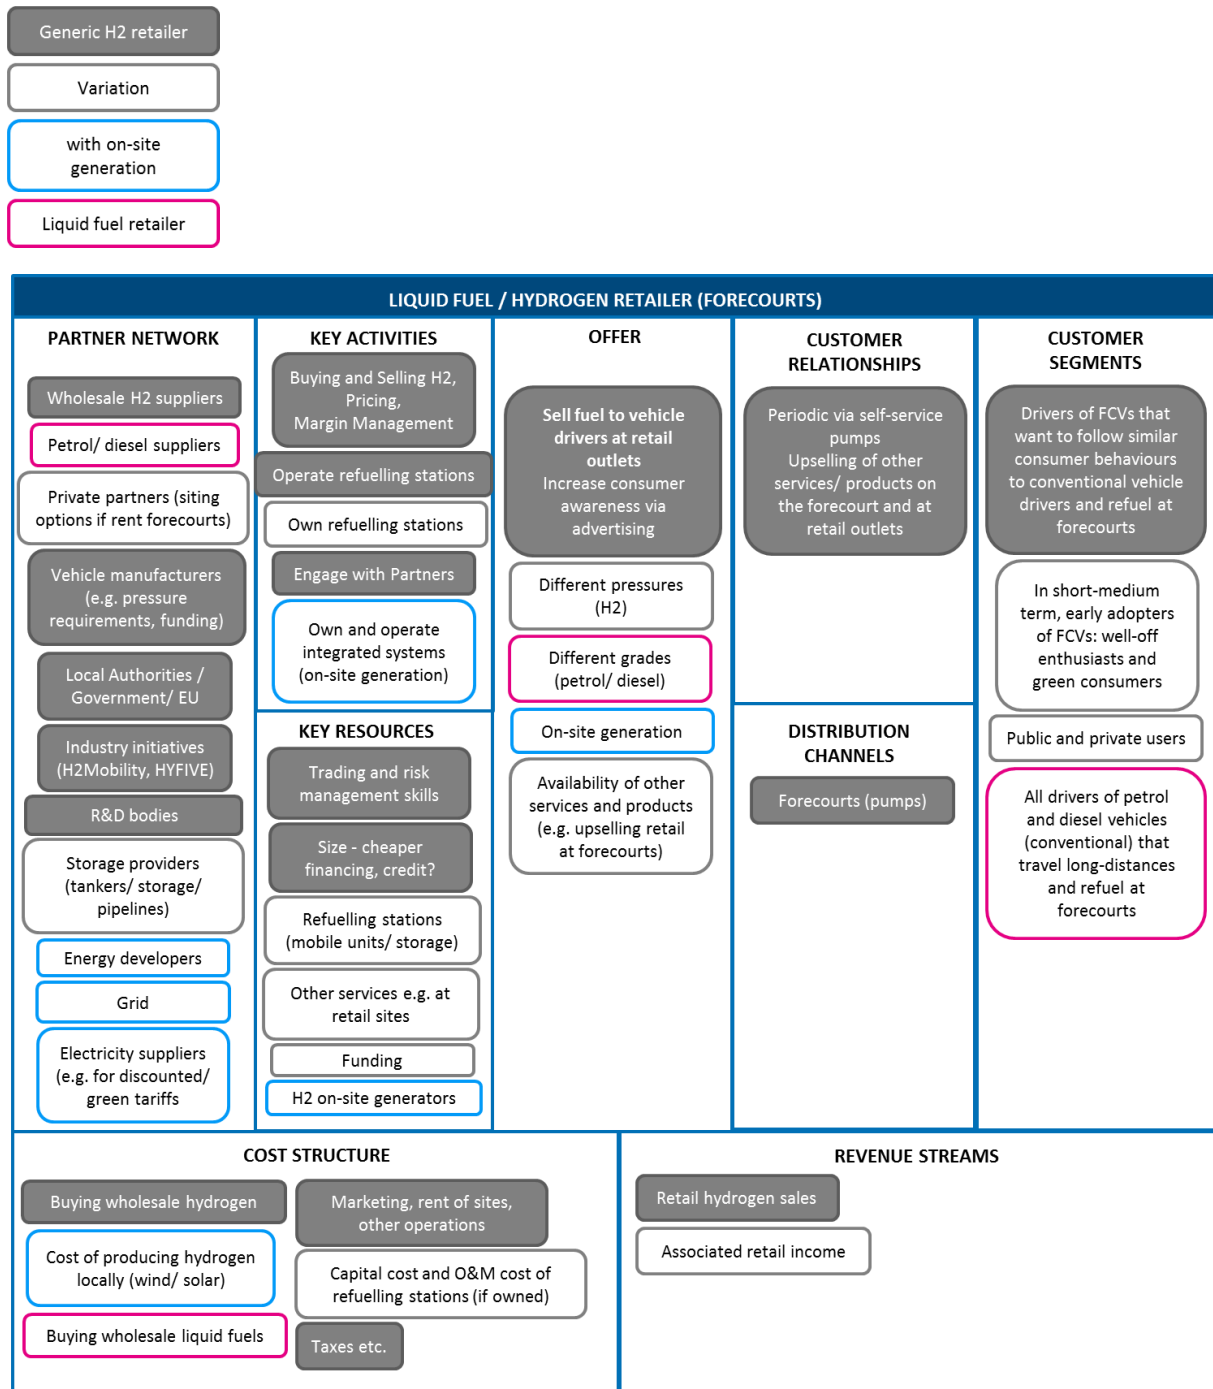 Generic H2 retailer
Variation
with on-site
generation
Liquid fuel retailer
LIQUID FUEL / HYDROGEN RETAILER (FORECOURTS)
PARTNER NETWORK
Wholesale H2 suppliers
Petrol/ diesel suppliers
Private partners (siting
options if rent forecourts)
Vehicle manufacturers
(e.g. pressure
requirements, funding)
Local Authorities /
Government/ EU
Industry initiatives
(H2Mobility, HYFIVE)
R&D bodies
Storage providers
(tankers/ storage/
pipelines)
Energy developers
Grid
Electricity suppliers
(e.g. for discounted/
green tariffs
KEY ACTIVITIES
Buying and Selling H2,
Pricing,
Margin Management
Operate refuelling stations
Own refuelling stations
Engage with Partners
Own and operate
integrated systems
(on-site generation)
KEY RESOURCES
Trading and risk
management skills
Size - cheaper
financing, credit?
Refuelling stations
(mobile units/ storage)
Other services e.g. at
retail sites
Funding
H2 on-site generators
OFFER
Sell fuel to vehicle
drivers at retail
outlets
Increase consumer
awareness via
advertising
Different pressures
(H2)
Different grades
(petrol/ diesel)
On-site generation
Availability of other
services and products
(e.g. upselling retail
at forecourts)
CUSTOMER
RELATIONSHIPS
Periodic via self-service
pumps
Upselling of other
services/ products on
the forecourt and at
retail outlets
DISTRIBUTION
CHANNELS
Forecourts (pumps)
CUSTOMER
SEGMENTS
Drivers of FCVs that
want to follow similar
consumer behaviours
to conventional vehicle
drivers and refuel at
forecourts
In short-medium
term, early adopters
of FCVs: well-off
enthusiasts and
green consumers
Public and private users
All drivers of petrol
and diesel vehicles
(conventional) that
travel long-distances
and refuel at
forecourts
COST STRUCTURE
Buying wholesale hydrogen
Cost of producing hydrogen
locally (wind/ solar)
Buying wholesale liquid fuels
Marketing, rent of sites,
other operations
Capital cost and O&M cost of
refuelling stations (if owned)
Taxes etc.
REVENUE STREAMS
Retail hydrogen sales
Associated retail income